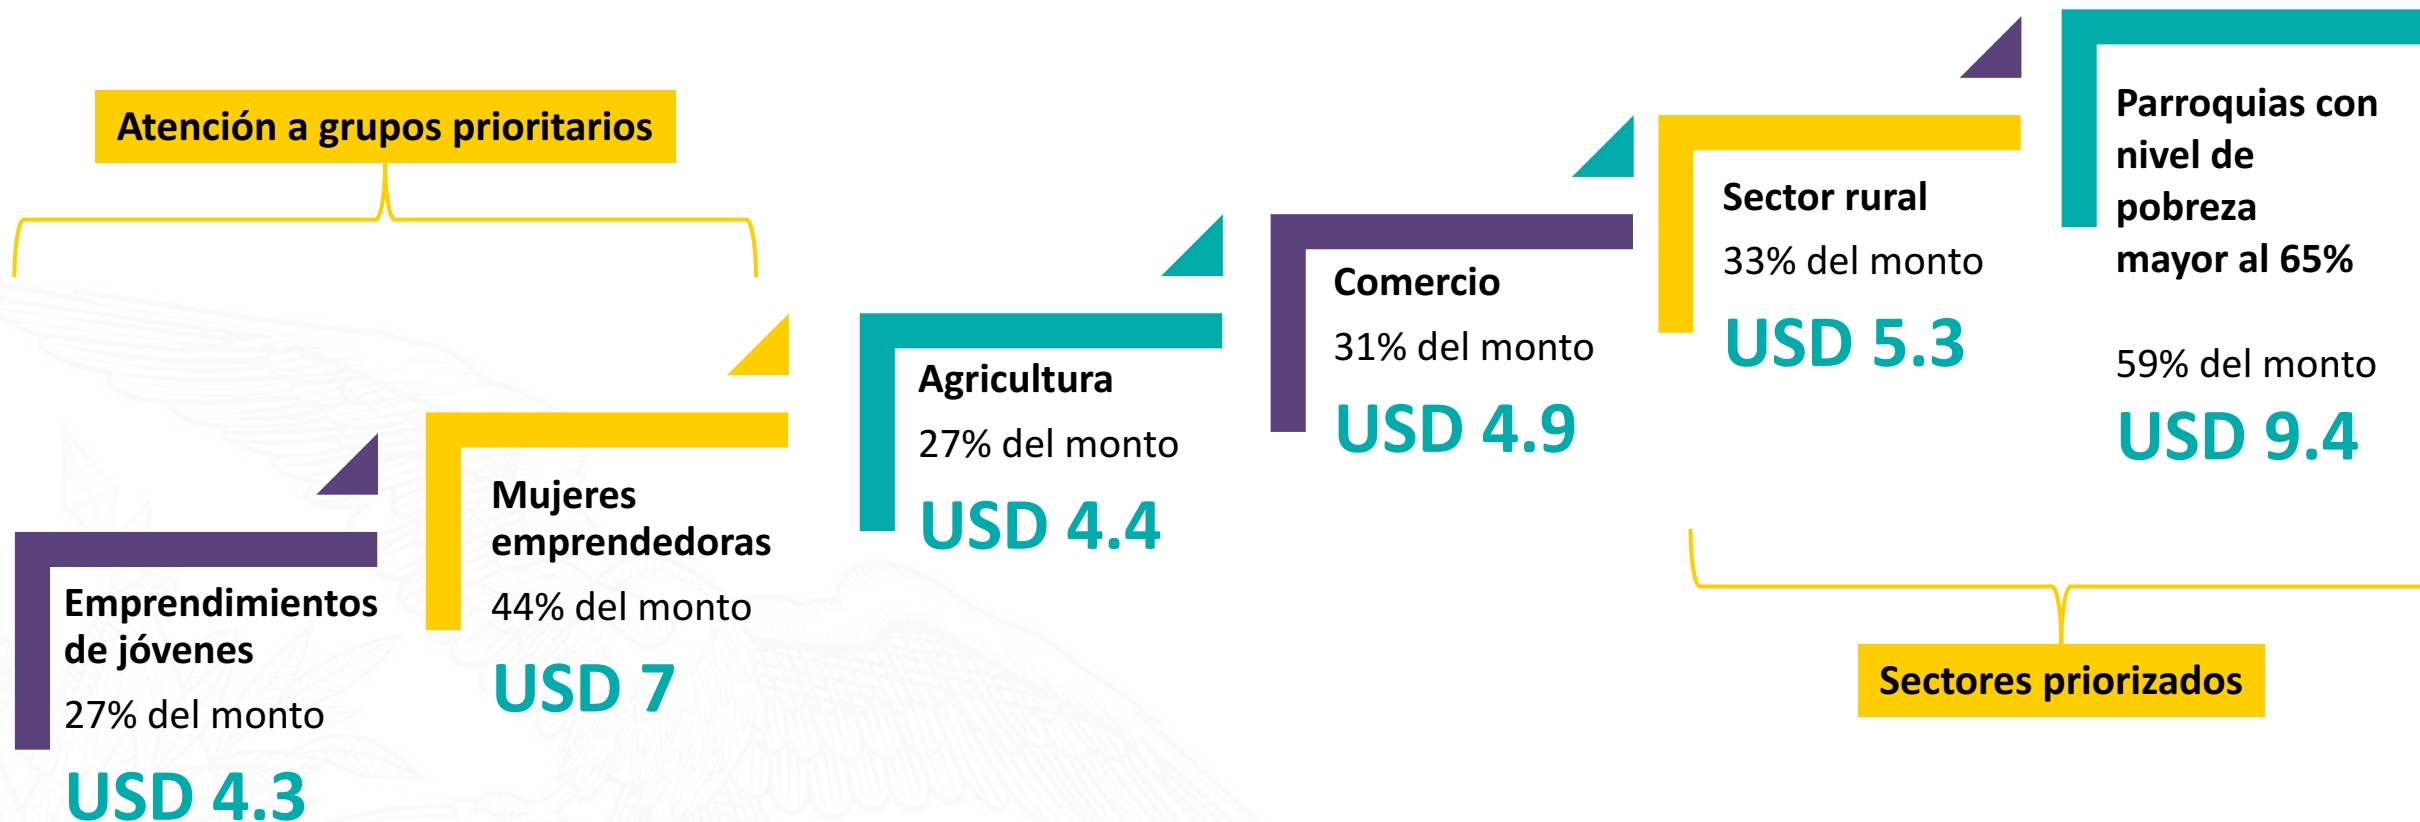 Atención a grupos prioritarios
Emprendimientos
de jóvenes
27% del monto
USD 4.3
Mujeres
emprendedoras
44% del monto
USD 7
Agricultura
27% del monto
USD 4.4
Comercio
31% del monto
USD 4.9
Sector rural
33% del monto
USD 5.3
Parroquias con
nivel de
pobreza
mayor al 65%
59% del monto
USD 9.4
Sectores priorizados